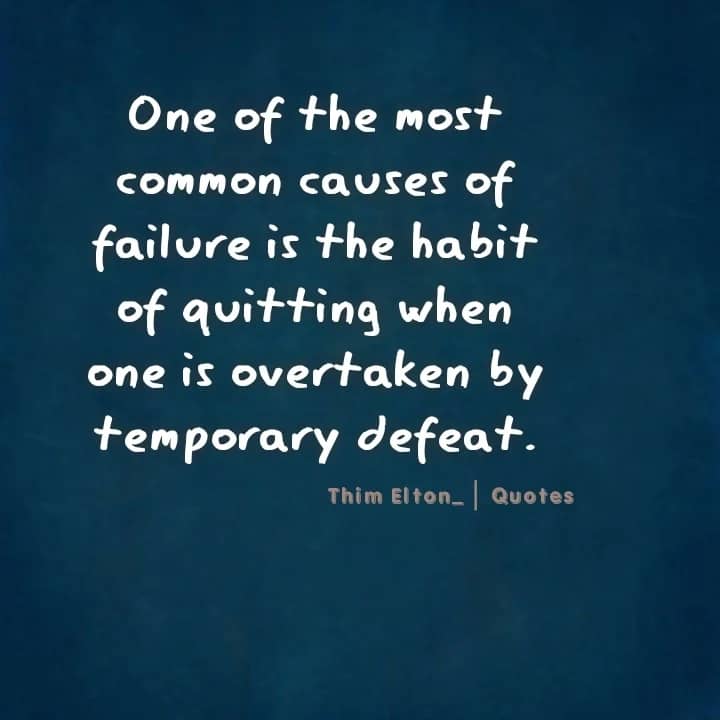 One of the most
common causes of
failure is the habit
of quitting when
one is overtaken by
temporary defeat.
Thim Elton_ | Quotes